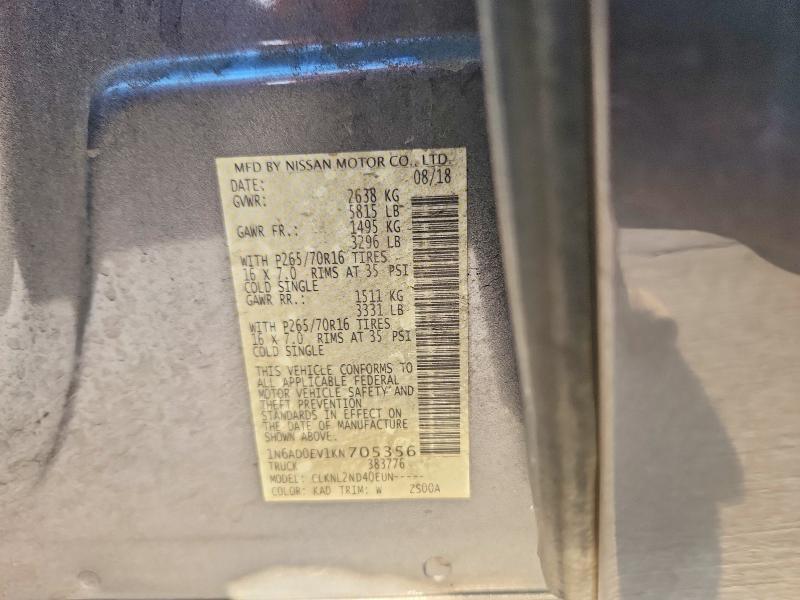 MFD BY NISSAN MOTOR CO., LTD.
DATE: 08/18
GVWR: 2638 KG
5815 LB
GAWR FR.: 1495 KG
3296 LB
WITH P265/70R16 TIRES
16 X 7.0 RIMS AT 35 PSI
COLD SINGLE
GAWR RR.: 1511 KG
3331 LB
WITH P265/70R16 TIRES
16 X 7.0 RIMS AT 35 PSI
COLD SINGLE
THIS VEHICLE CONFORMS TO
ALL APPLICABLE FEDERAL
MOTOR VEHICLE SAFETY AND
THEFT PREVENTION
STANDARDS IN EFFECT ON
THE DATE OF MANUFACTURE
SHOWN ABOVE.
1N6AD0EV1KN705356
TRUCK 383776
MODEL: CLKNL2ND40EUN-----
COLOR: KAD TRIM: W 2S00A